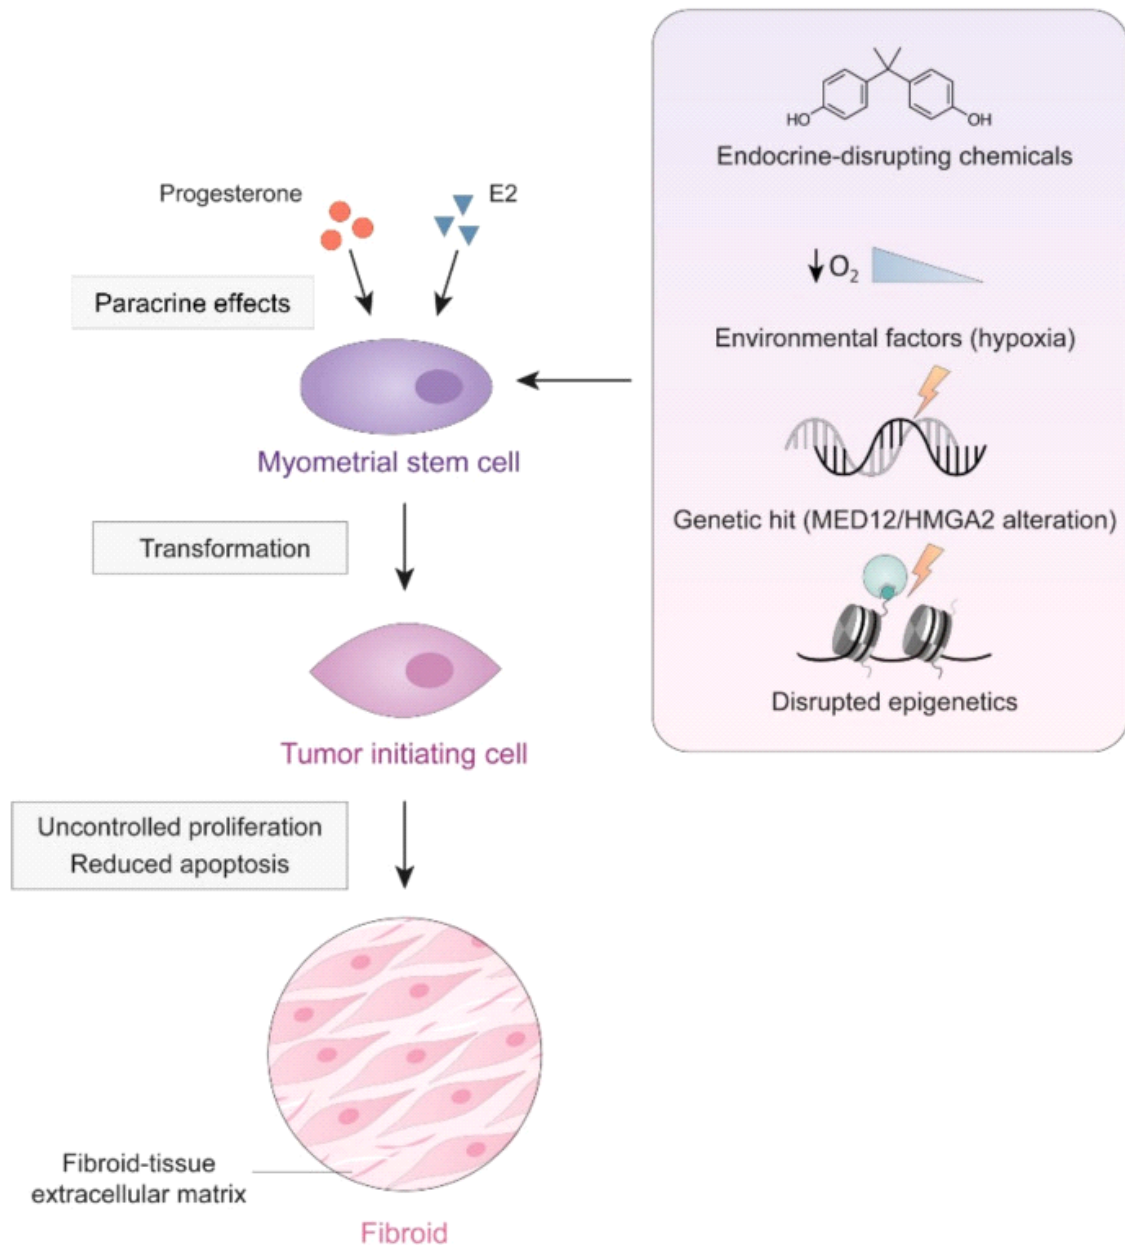 HO
OH
Endocrine-disrupting chemicals
Progesterone
E2
↓ O₂
Paracrine effects
Environmental factors (hypoxia)
Myometrial stem cell
Genetic hit (MED12/HMGA2 alteration)
Transformation
Disrupted epigenetics
Tumor initiating cell
Uncontrolled proliferation
Reduced apoptosis
Fibroid-tissue
extracellular matrix
Fibroid